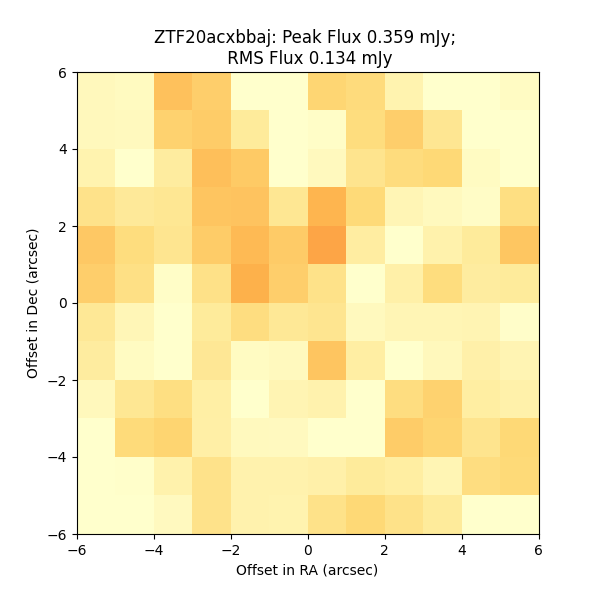 ZTF20acxbbaj: Peak Flux 0.359 mJy;
RMS Flux 0.134 mJy
6
4
2
0
−2
−4
−6
Offset in Dec (arcsec)
−6 −4 −2 0 2 4 6
Offset in RA (arcsec)